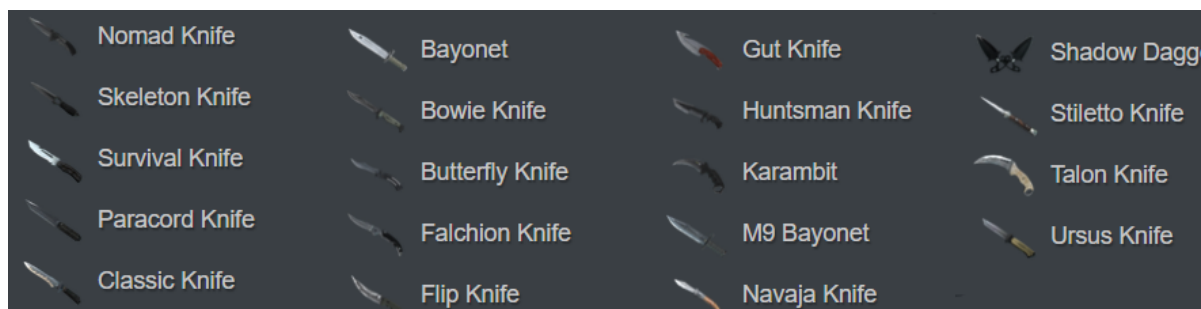 Nomad Knife
Skeleton Knife
Survival Knife
Paracord Knife
Classic Knife
Bayonet
Bowie Knife
Butterfly Knife
Falchion Knife
Flip Knife
Gut Knife
Huntsman Knife
Karambit
M9 Bayonet
Navaja Knife
Shadow Dagg
Stiletto Knife
Talon Knife
Ursus Knife